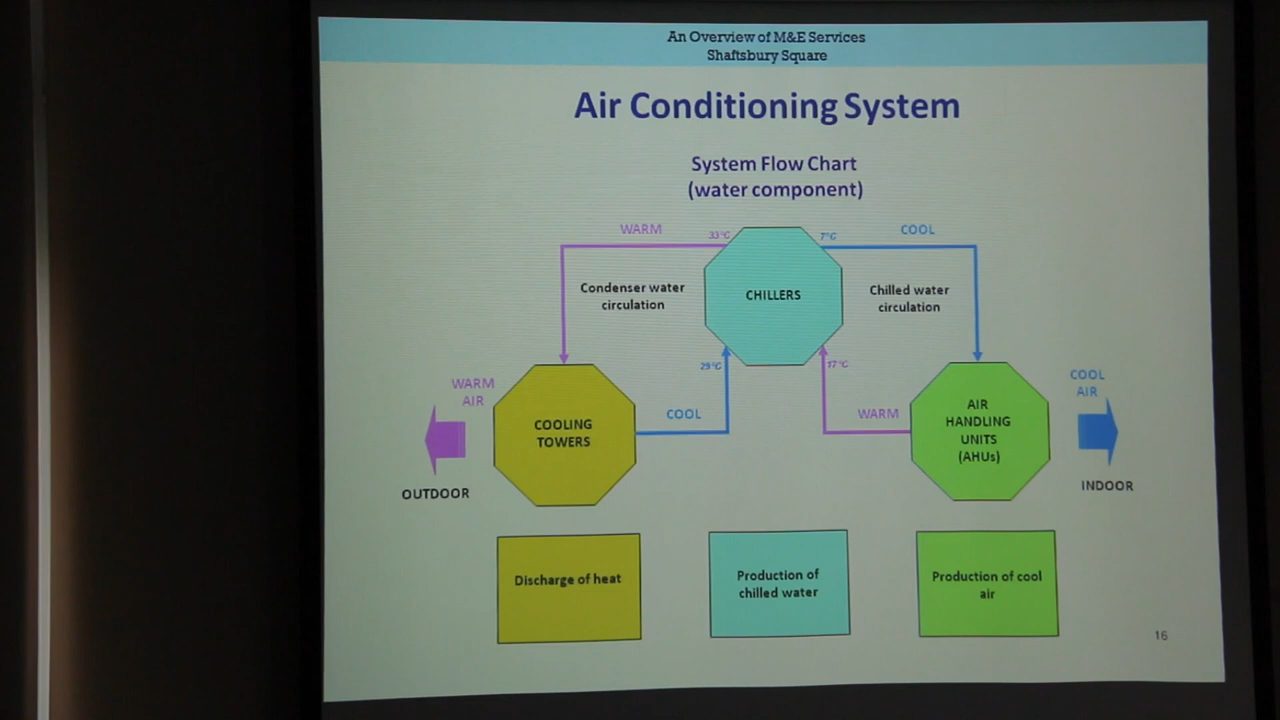 An Overview of M&E Services
Shaftsbury Square
Air Conditioning System
System Flow Chart
(water component)
WARM
33°C
7°C
COOL
Condenser water
circulation
CHILLERS
Chilled water
circulation
29°C
17°C
WARM
AIR
COOLING
TOWERS
COOL
WARM
AIR
HANDLING
UNITS
(AHUs)
COOL
AIR
OUTDOOR
INDOOR
Discharge of heat
Production of
chilled water
Production of cool
air
16